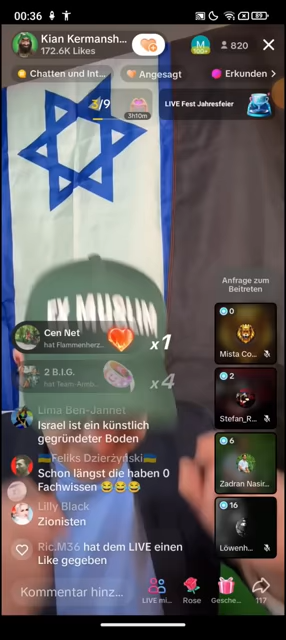 00:36
89
Kian Kermansh...
172.6K Likes
M
820
Chatten und Int...
Angesagt
Erkunden >
3/9
3h10m
LIVE Fest Jahresfeier
Anfrage zum
Beitreten
EX MUSLIM
0
Mista Co...
Cen Net
hat Flammenherz..
x1
2 B.I.G.
x4
2
Stefan_R...
Lima Ben-Jannet
Israel ist ein künstlich
gegründeter Boden
🇺🇦Feliks Dzierżyński🇺🇦
Schon längst die haben 0
Fachwissen 😂😂😂
6
Zadran Nasir...
Lilly Black
Zionisten
16
Löwenh...
Ric.M36 hat dem LIVE einen
Like gegeben
Kommentar hinz...
LIVE mi...
Rose
Gesche...
117